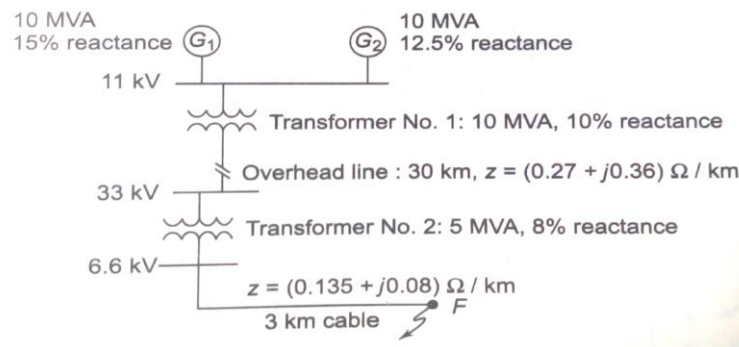 10 MVA
15% reactance G1
10 MVA
G2 12.5% reactance
11 kV
Transformer No. 1: 10 MVA, 10% reactance
Overhead line : 30 km, z = (0.27 + j0.36) Ω / km
33 kV
Transformer No. 2: 5 MVA, 8% reactance
6.6 kV
z = (0.135 + j0.08) Ω / km
F
3 km cable